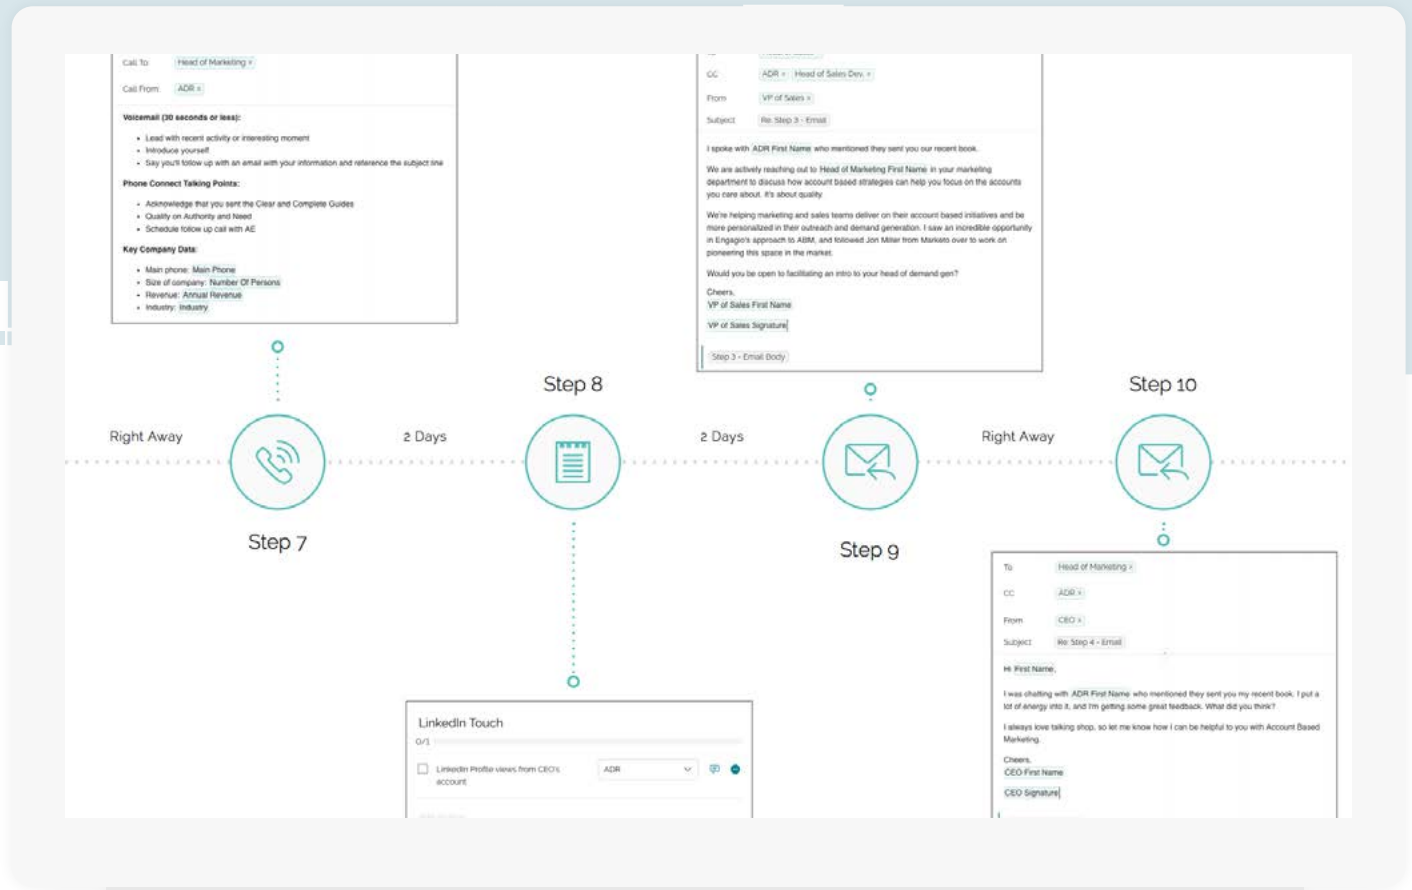 Call To: Head of Marketing ×
Call From: ADR ×
Voicemail (30 seconds or less):
• Lead with recent activity or interesting moment
• Introduce yourself
• Say you'll follow up with an email with your information and reference the subject line
Phone Connect Talking Points:
• Acknowledge that you sent the Clear and Complete Guides
• Qualify on Authority and Need
• Schedule follow up call with AE
Key Company Data:
• Main phone: Main Phone
• Size of company: Number Of Persons
• Revenue: Annual Revenue
• Industry: Industry
CC ADR × Head of Sales Dev. ×
From VP of Sales ×
Subject Re: Step 3 - Email
I spoke with ADR First Name who mentioned they sent you our recent book.
We are actively reaching out to Head of Marketing First Name in your marketing
department to discuss how account based strategies can help you focus on the accounts
you care about. It's about quality.
We're helping marketing and sales teams deliver on their account based initiatives and be
more personalized in their outreach and demand generation. I saw an incredible opportunity
in Engagio's approach to ABM, and followed Jon Miller from Marketo over to work on
pioneering this space in the market.
Would you be open to facilitating an intro to your head of demand gen?
Cheers,
VP of Sales First Name
VP of Sales Signature
Step 3 - Email Body
Step 8
Step 10
Right Away
2 Days
2 Days
Right Away
Step 7
Step 9
LinkedIn Touch
0/1
LinkedIn Profile views from CEO's
account
ADR
To Head of Marketing ×
CC ADR ×
From CEO ×
Subject Re: Step 4 - Email
Hi First Name,
I was chatting with ADR First Name who mentioned they sent you my recent book. I put a
lot of energy into it, and I'm getting some great feedback. What did you think?
I always love talking shop, so let me know how I can be helpful to you with Account Based
Marketing.
Cheers,
CEO First Name
CEO Signature